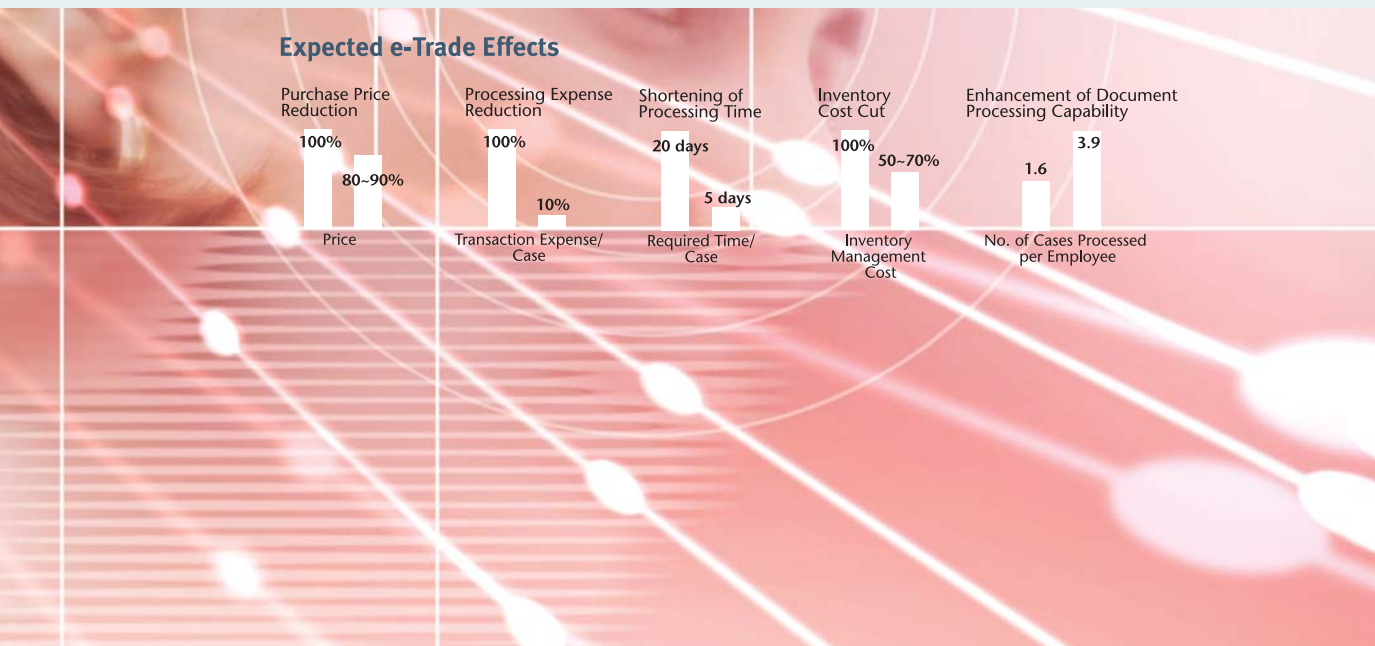 Expected e-Trade Effects
Purchase Price
Reduction
100%
80~90%
Price
Processing Expense
Reduction
100%
10%
Transaction Expense/
Case
Shortening of
Processing Time
20 days
5 days
Required Time/
Case
Inventory
Cost Cut
100%
50~70%
Inventory
Management
Cost
Enhancement of Document
Processing Capability
1.6
3.9
No. of Cases Processed
per Employee